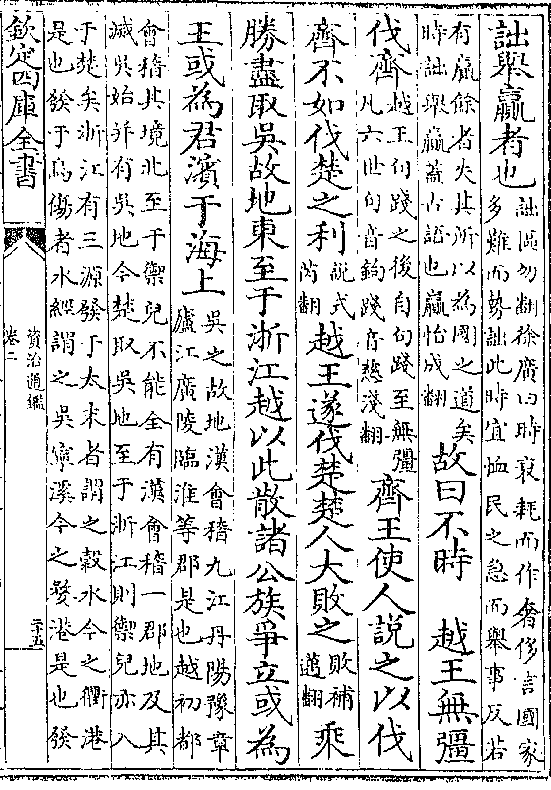 詘舉贏者也詘區勿翻徐廣曰時衰耗而作奢侈言國家多難而勢詘此時宜恤民之急而舉事反若
有贏餘者失其所以為國之道矣時詘舉贏蓋古語也贏怡成翻故曰不時 越王無彊
伐齊越王句踐之後自句踐至無彊凡六世句音鉤踐音慈淺翻齊王使人說之以伐
齊不如伐楚之利說式芮翻越王遂伐楚楚人大敗之敗補邁翻乘
勝盡取吳故地東至于浙江越以此散諸公族爭立或為
王或為君濱于海上吳之故地漢會稽九江丹陽豫章廬江廣陵臨淮等郡是也越初都
會稽其境北至于禦兒不能全有漢會稽一郡地及其滅吳始并有吳地今楚取吳地至于浙江則禦兒亦入
于楚矣浙江有三源發于太末者謂之穀水今之衢港是也發于烏傷者水經謂之吳寧溪今之婺港是也發
欽定四庫全書
資治通鑑
卷二
二十五